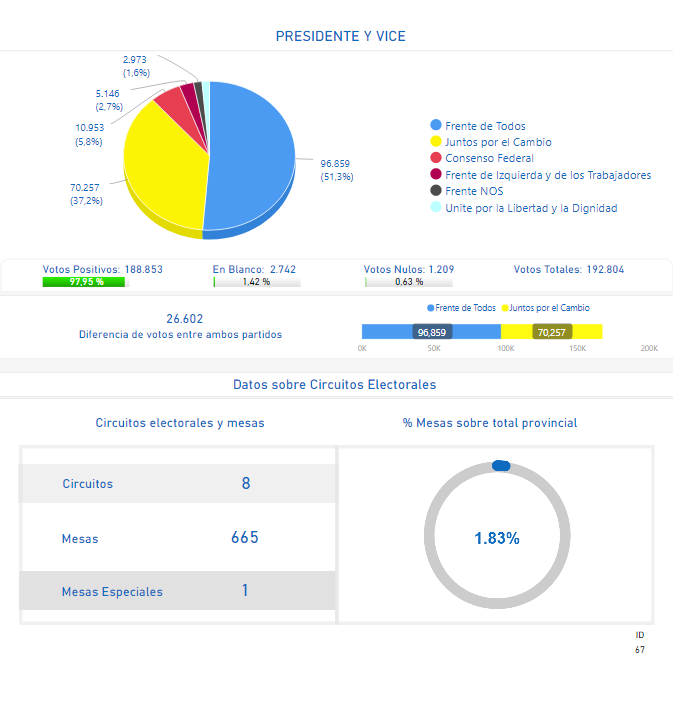 PRESIDENTE Y VICE
2.973
(1,6%)
5.146
(2,7%)
10.953
(5,8%)
70.257
(37,2%)
96.859
(51,3%)
Frente de Todos
Juntos por el Cambio
Consenso Federal
Frente de Izquierda y de los Trabajadores
Frente NOS
Unite por la Libertad y la Dignidad
Votos Positivos: 188.853
97,95 %
En Blanco: 2.742
1,42 %
Votos Nulos: 1.209
0,63 %
Votos Totales: 192.804
26.602
Diferencia de votos entre ambos partidos
Frente de Todos Juntos por el Cambio
96,859 70,257
0K 50K 100K 150K 200K
Datos sobre Circuitos Electorales
Circuitos electorales y mesas
Circuitos 8
Mesas 665
Mesas Especiales 1
% Mesas sobre total provincial
1.83%
ID
67